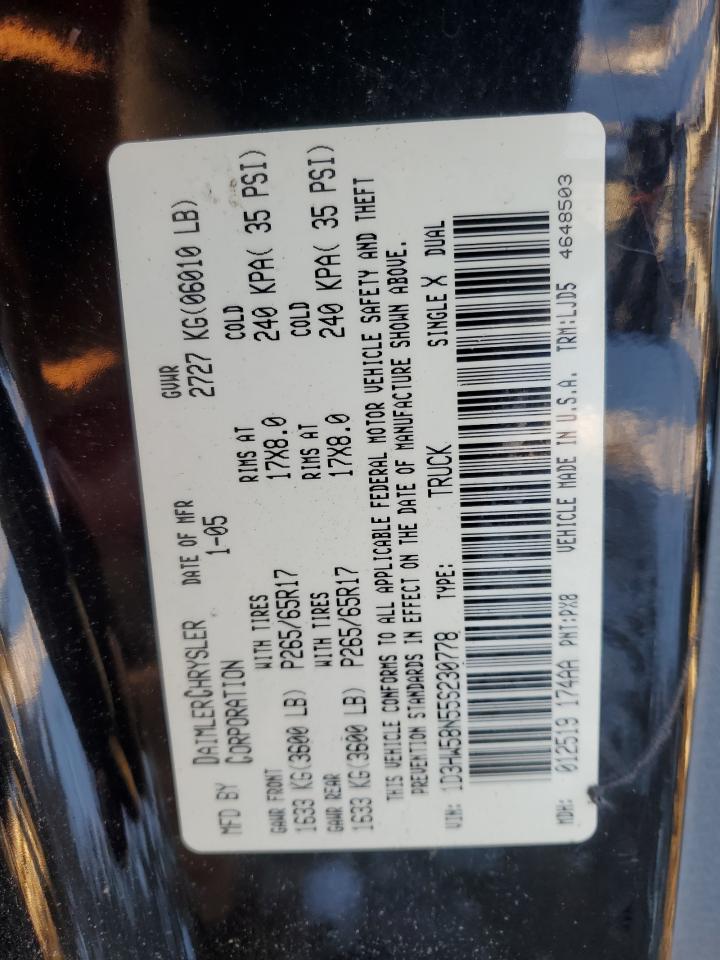 MFD BY DAIMLERCHRYSLER CORPORATION DATE OF MFR 1-05 GVWR 2727 KG(06010 LB)
GAWR FRONT WITH TIRES RIMS AT COLD
1633 KG(3600 LB) P265/65R17 17X8.0 240 KPA( 35 PSI)
GAWR REAR WITH TIRES RIMS AT COLD
1633 KG(3600 LB) P265/65R17 17X8.0 240 KPA( 35 PSI)
THIS VEHICLE CONFORMS TO ALL APPLICABLE FEDERAL MOTOR VEHICLE SAFETY AND THEFT
PREVENTION STANDARDS IN EFFECT ON THE DATE OF MANUFACTURE SHOWN ABOVE.
VIN: 1D3HW58N55S230778 TYPE: TRUCK SINGLE X DUAL
MDH: 012519 174AA PNT:PX8 VEHICLE MADE IN U.S.A. TRM:LJD5 4648503